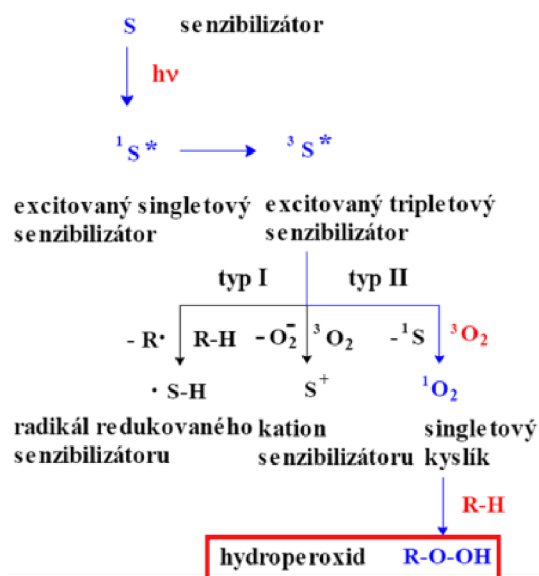 S senzibilizátor
hν
¹S* ³S*
excitovaný singletový excitovaný tripletový
senzibilizátor senzibilizátor
typ I typ II
- R· R-H - O₂⁻ ³O₂ -¹S ³O₂
· S-H S⁺ ¹O₂
radikál redukovaného kation singletový
senzibilizátoru senzibilizátoru kyslík
R-H
hydroperoxid R-O-OH